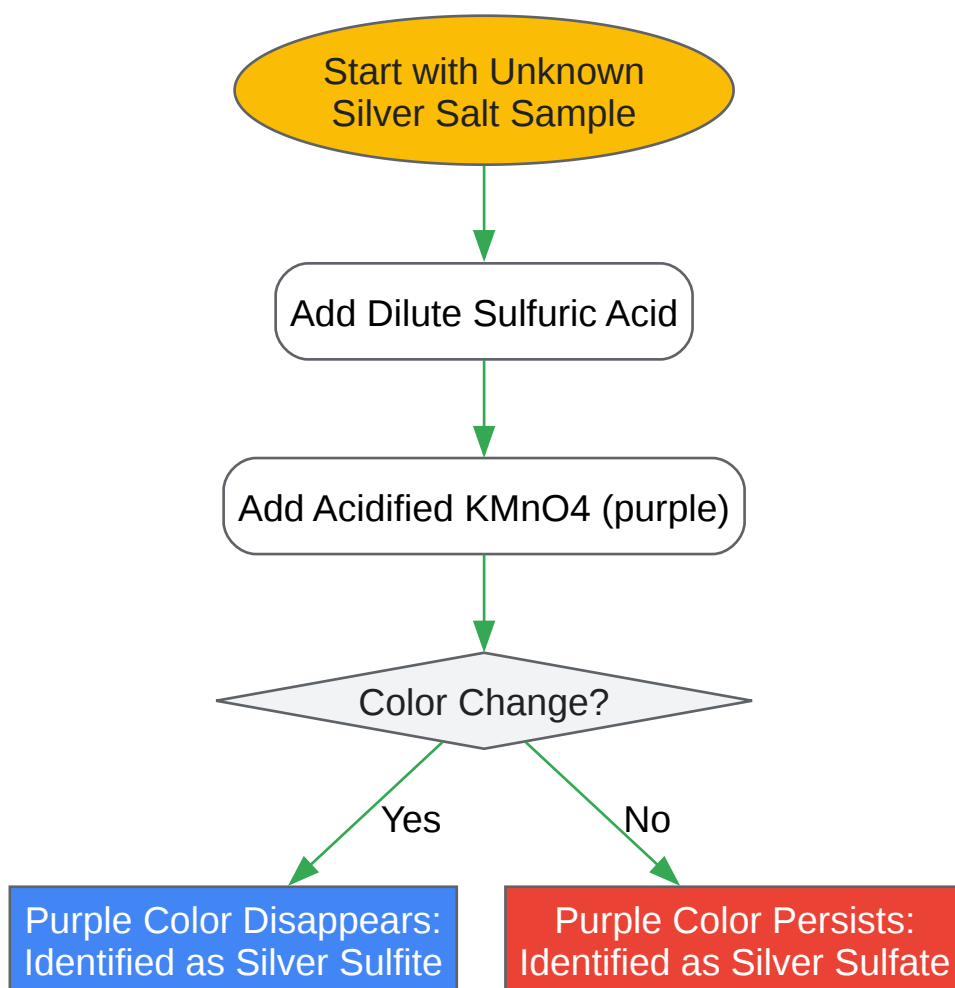 Start with Unknown
Silver Salt Sample
Add Dilute Sulfuric Acid
Add Acidified KMnO4 (purple)
Color Change?
Yes
No
Purple Color Disappears:
Identified as Silver Sulfite
Purple Color Persists:
Identified as Silver Sulfate